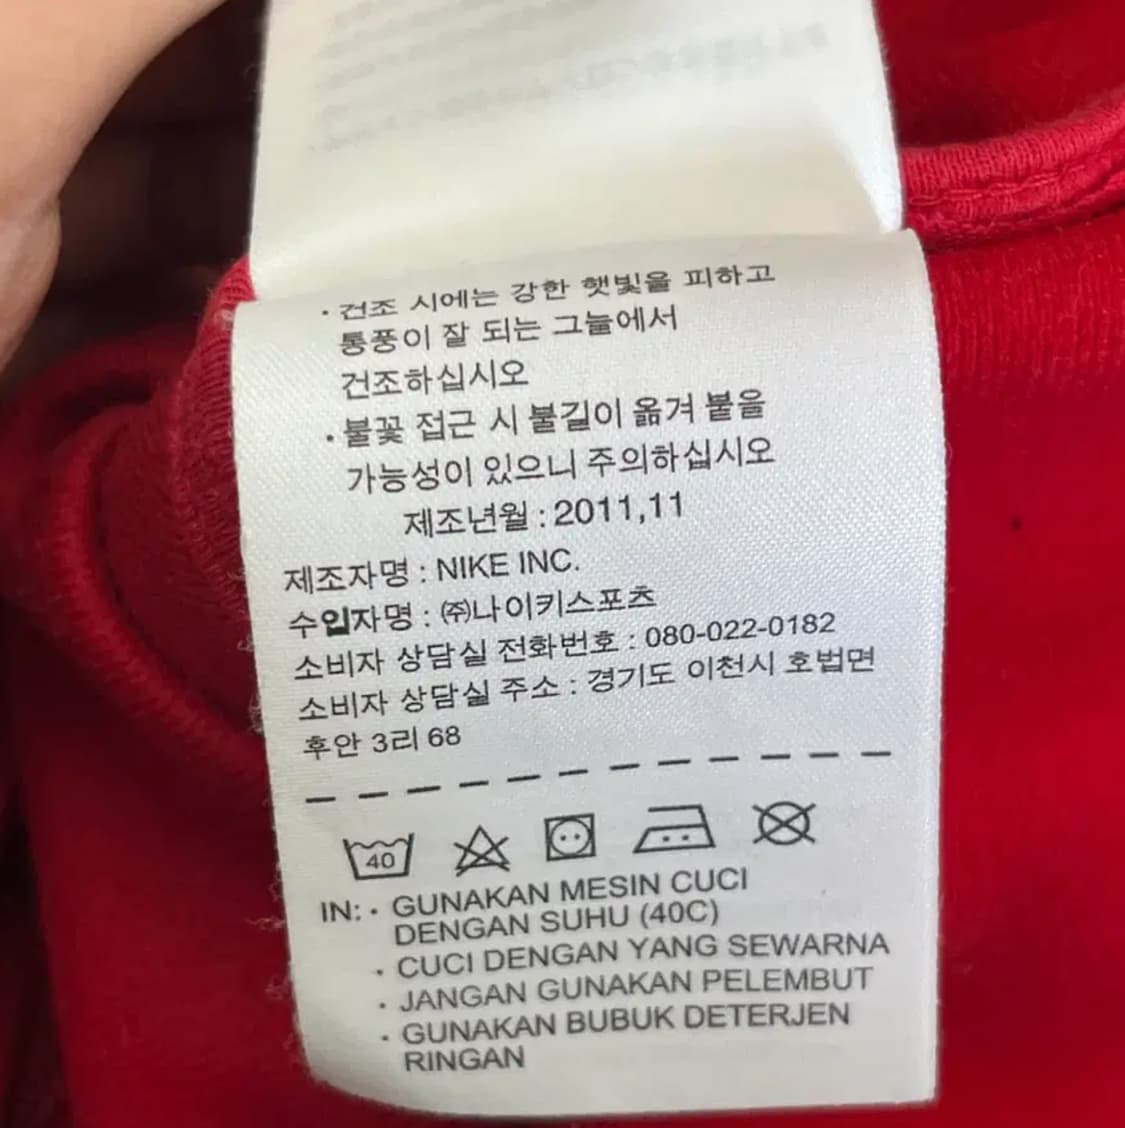 · 건조 시에는 강한 햇빛을 피하고
통풍이 잘 되는 그늘에서
건조하십시오
· 불꽃 접근 시 불길이 옮겨 붙을
가능성이 있으니 주의하십시오
제조년월 : 2011,11
제조자명 : NIKE INC.
수입자명 : ㈜나이키스포츠
소비자 상담실 전화번호 : 080-022-0182
소비자 상담실 주소 : 경기도 이천시 호법면
후안 3리 68
40
IN: · GUNAKAN MESIN CUCI
DENGAN SUHU (40C)
· CUCI DENGAN YANG SEWARNA
· JANGAN GUNAKAN PELEMBUT
· GUNAKAN BUBUK DETERJEN
RINGAN